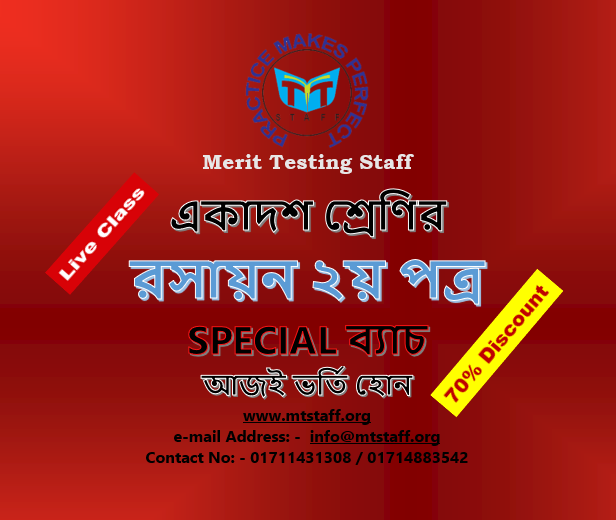 PRACTICE MAKES PERFECT
MTT
STAFF
Merit Testing Staff
একাদশ শ্রেণির
Live Class
রসায়ন ২য় পত্র
SPECIAL ব্যাচ
70% Discount
আজই ভর্তি হোন
www.mtstaff.org
e-mail Address: - info@mtstaff.org
Contact No: - 01711431308 / 01714883542